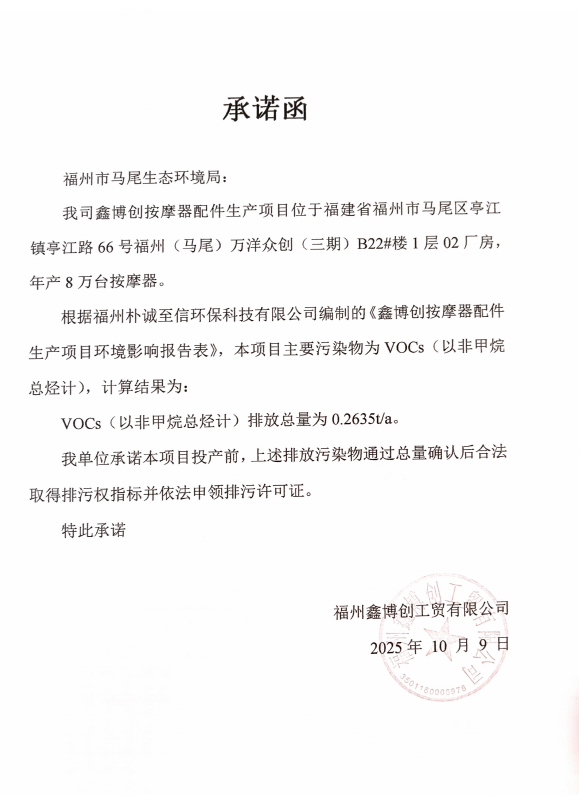 承诺函
福州市马尾生态环境局：
我司鑫博创按摩器配件生产项目位于福建省福州市马尾区亭江
镇亭江路 66 号福州（马尾）万洋众创（三期）B22#楼 1 层 02 厂房，
年产 8 万台按摩器。
根据福州朴诚至信环保科技有限公司编制的《鑫博创按摩器配件
生产项目环境影响报告表》，本项目主要污染物为 VOCs（以非甲烷
总烃计），计算结果为：
VOCs（以非甲烷总烃计）排放总量为 0.2635t/a。
我单位承诺本项目投产前，上述排放污染物通过总量确认后合法
取得排污权指标并依法申领排污许可证。
特此承诺
福州鑫博创工贸有限公司
2025 年 10 月 9 日
福州鑫博创工贸有限公司